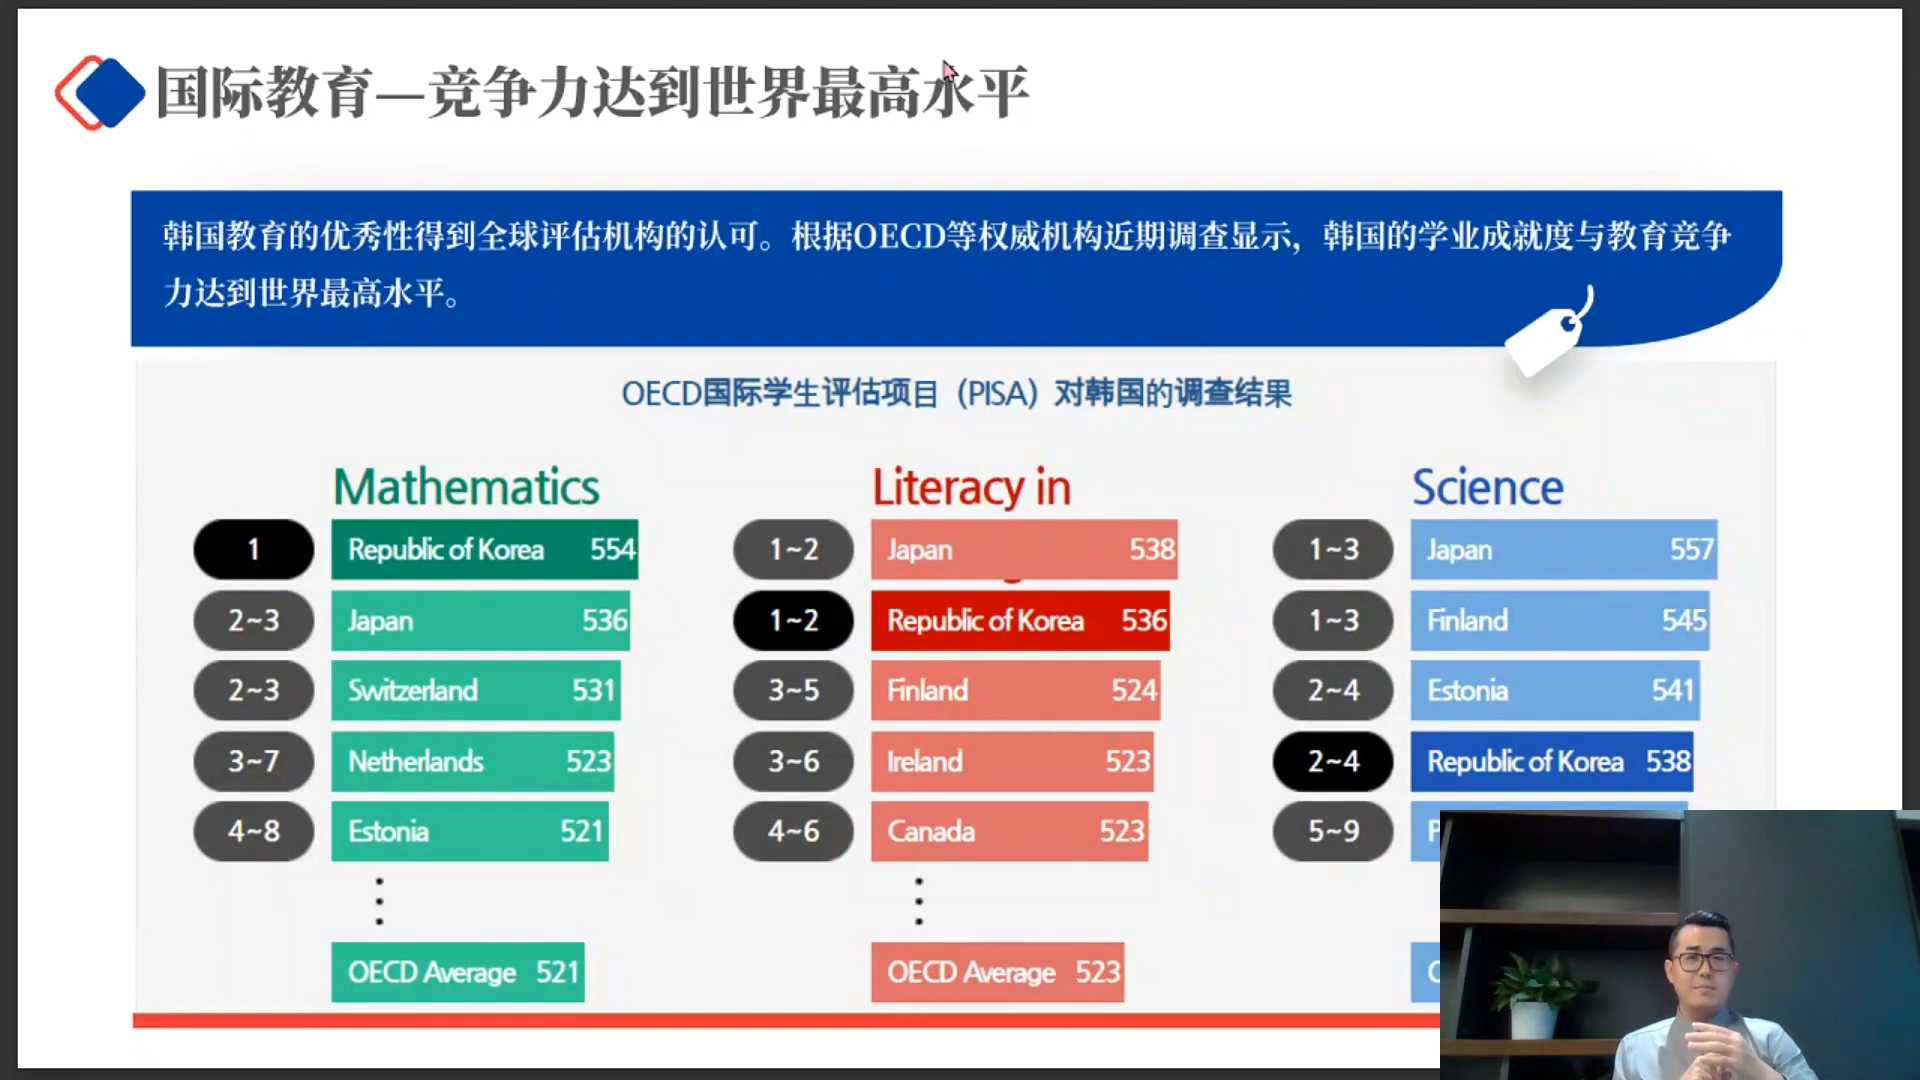 国际教育—竞争力达到世界最高水平
韩国教育的优秀性得到全球评估机构的认可。根据OECD等权威机构近期调查显示，韩国的学业成就度与教育竞争
力达到世界最高水平。
OECD国际学生评估项目（PISA）对韩国的调查结果
Mathematics
1 Republic of Korea 554
2~3 Japan 536
2~3 Switzerland 531
3~7 Netherlands 523
4~8 Estonia 521
OECD Average 521
Literacy in
1~2 Japan 538
1~2 Republic of Korea 536
3~5 Finland 524
3~6 Ireland 523
4~6 Canada 523
OECD Average 523
Science
1~3 Japan 557
1~3 Finland 545
2~4 Estonia 541
2~4 Republic of Korea 538
5~9